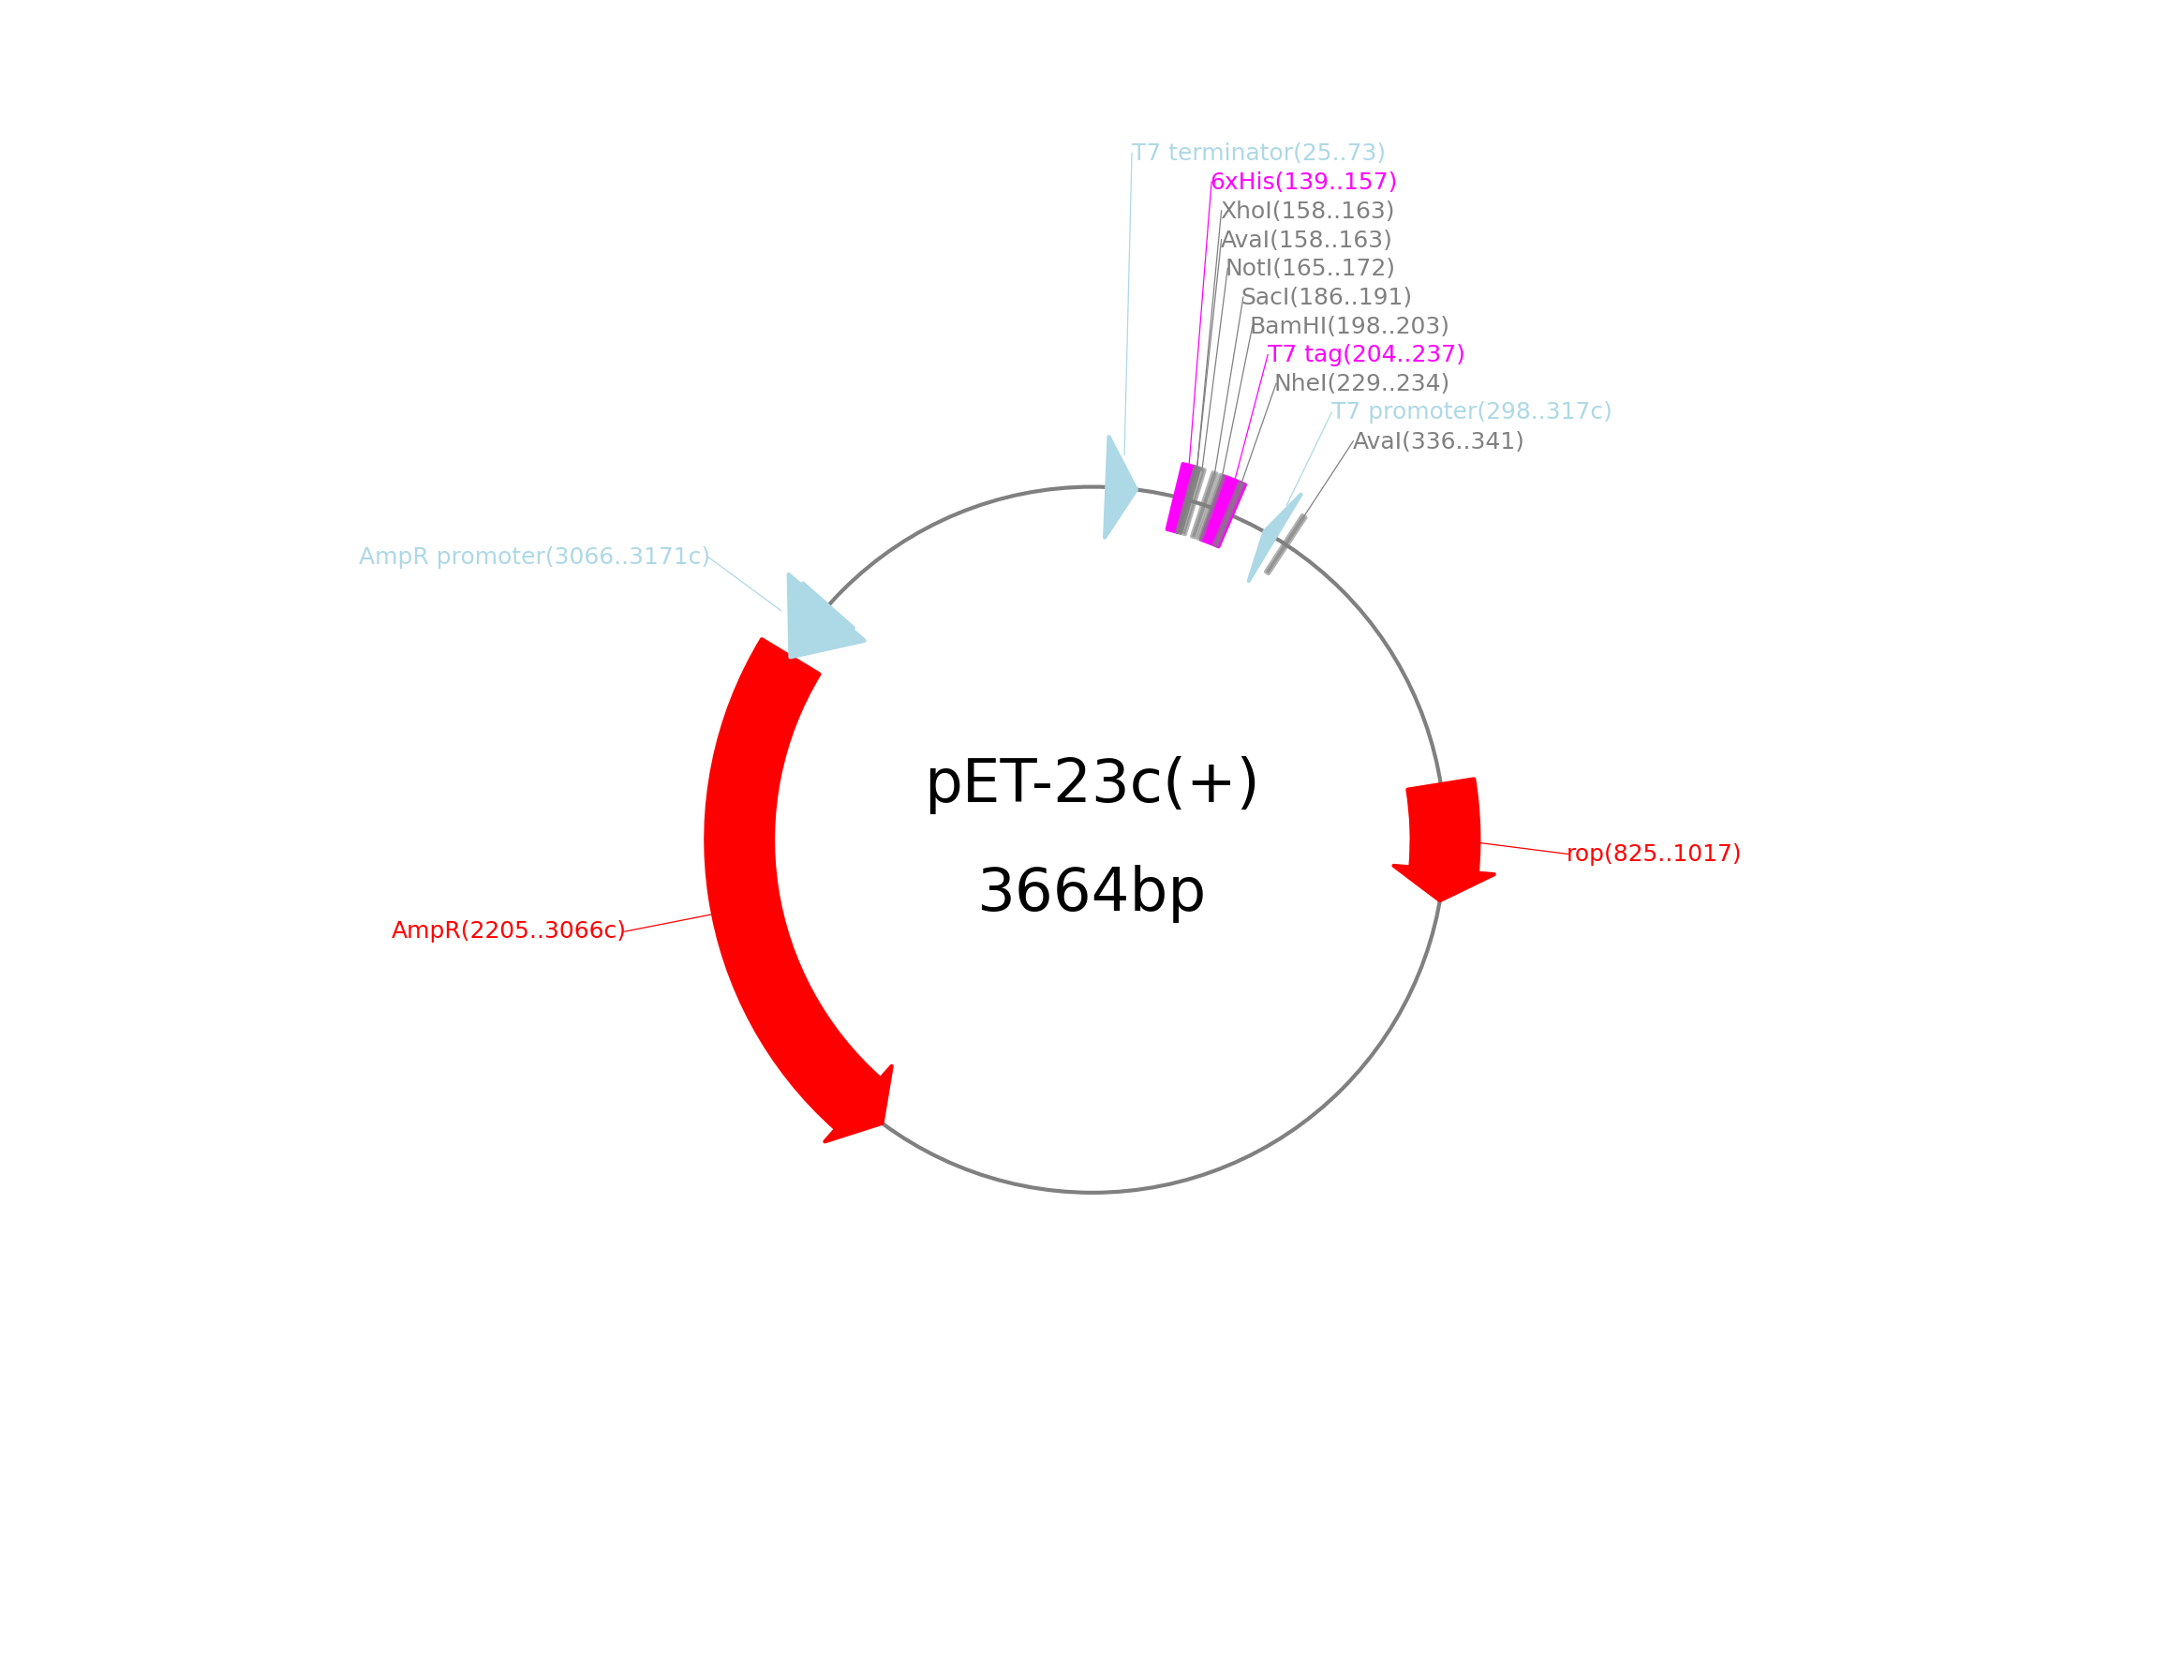 T7 terminator(25..73)
6xHis(139..157)
XhoI(158..163)
AvaI(158..163)
NotI(165..172)
SacI(186..191)
BamHI(198..203)
T7 tag(204..237)
NheI(229..234)
T7 promoter(298..317c)
AvaI(336..341)
AmpR promoter(3066..3171c)
pET-23c(+)
3664bp
rop(825..1017)
AmpR(2205..3066c)